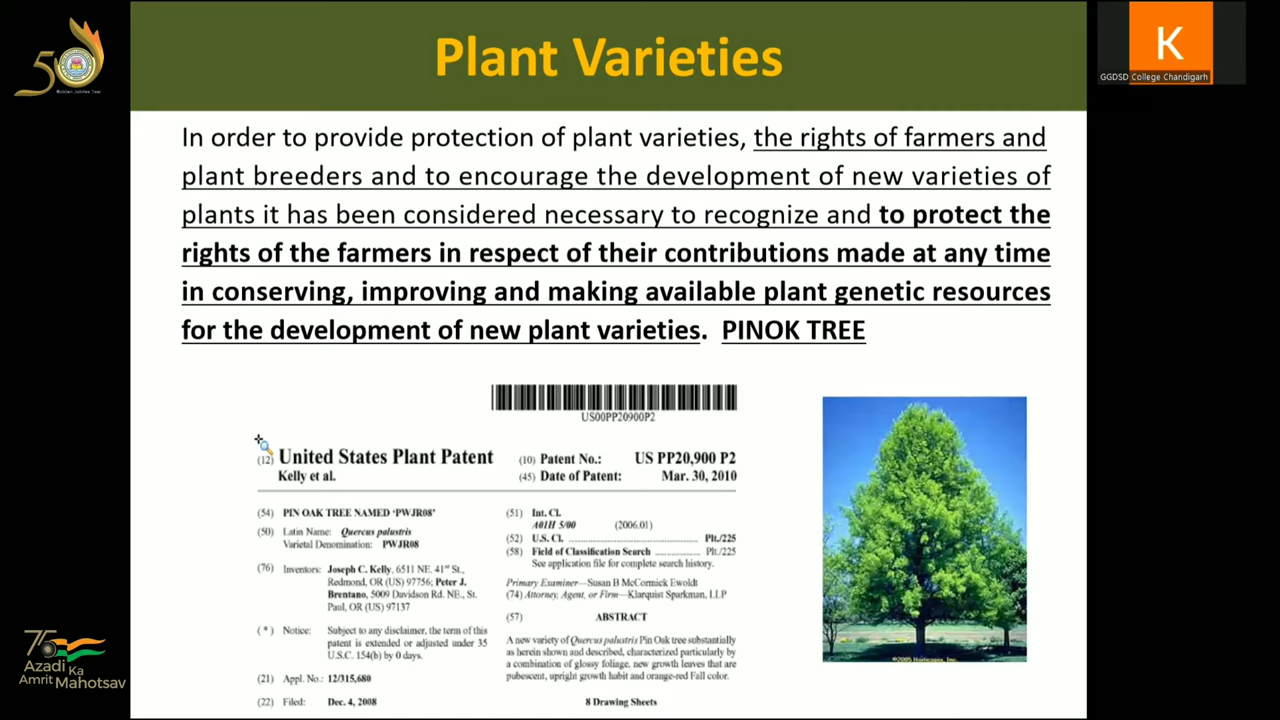 50
Golden Jubilee Year
Plant Varieties
K
GGDSD College Chandigarh
In order to provide protection of plant varieties, the rights of farmers and
plant breeders and to encourage the development of new varieties of
plants it has been considered necessary to recognize and to protect the
rights of the farmers in respect of their contributions made at any time
in conserving, improving and making available plant genetic resources
for the development of new plant varieties. PINOK TREE
US00PP20900P2
(12) United States Plant Patent
Kelly et al.
(10) Patent No.: US PP20,900 P2
(45) Date of Patent: Mar. 30, 2010
(54) PIN OAK TREE NAMED 'PWJR08'
(50) Latin Name: Quercus palustris
Varietal Denomination: PWJR08
(76) Inventors: Joseph C. Kelly, 6511 NE. 41st St.,
Redmond, OR (US) 97756; Peter J.
Brentano, 5009 Davidson Rd. NE., St.
Paul, OR (US) 97137
(*) Notice: Subject to any disclaimer, the term of this
patent is extended or adjusted under 35
U.S.C. 154(b) by 0 days.
(21) Appl. No.: 12/315,680
(22) Filed: Dec. 4, 2008
(51) Int. Cl.
A01H 5/00 (2006.01)
(52) U.S. Cl. ........ Plt./225
(58) Field of Classification Search ........ Plt./225
See application file for complete search history.
Primary Examiner—Susan B McCormick Ewoldt
(74) Attorney, Agent, or Firm—Klarquist Sparkman, LLP
(57) ABSTRACT
A new variety of Quercus palustris Pin Oak tree substantially
as herein shown and described, characterized particularly by
a combination of glossy foliage, new growth leaves that are
pubescent, upright growth habit and orange-red Fall color.
8 Drawing Sheets
©2005 Hortscopia, Inc.
75
Azadi Ka
Amrit Mahotsav